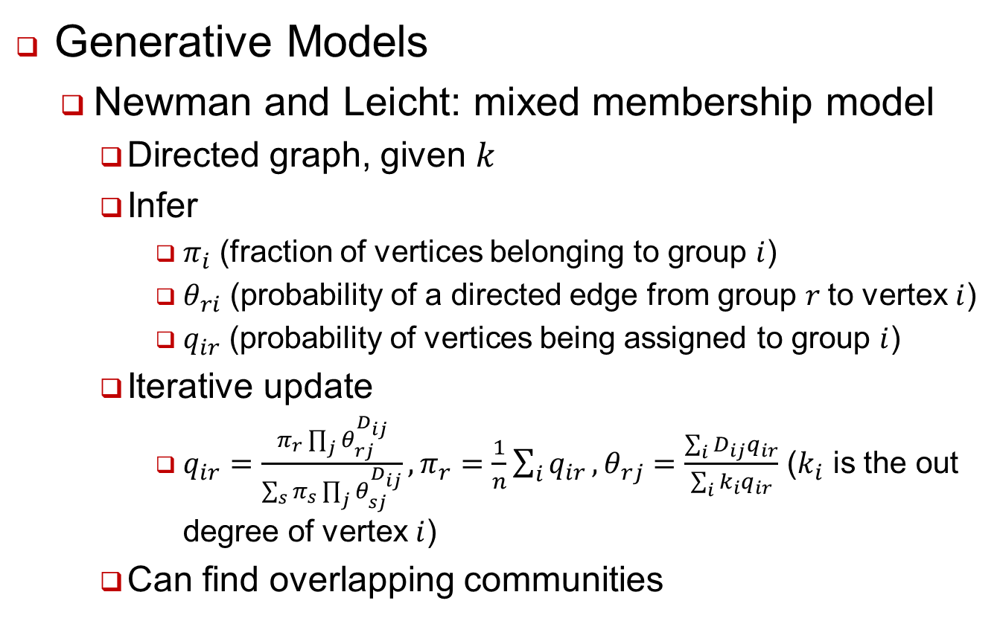 ❑ Generative Models
❑ Newman and Leicht: mixed membership model
❑ Directed graph, given $k$
❑ Infer
❑ $\pi_i$ (fraction of vertices belonging to group $i$)
❑ $\theta_{ri}$ (probability of a directed edge from group $r$ to vertex $i$)
❑ $q_{ir}$ (probability of vertices being assigned to group $i$)
❑ Iterative update
❑ $q_{ir} = \frac{\pi_r \prod_j \theta_{rj}^{D_{ij}}}{\sum_s \pi_s \prod_j \theta_{sj}^{D_{ij}}}, \pi_r = \frac{1}{n} \sum_i q_{ir}, \theta_{rj} = \frac{\sum_i D_{ij} q_{ir}}{\sum_i k_i q_{ir}}$ ($k_i$ is the out
degree of vertex $i$)
❑ Can find overlapping communities